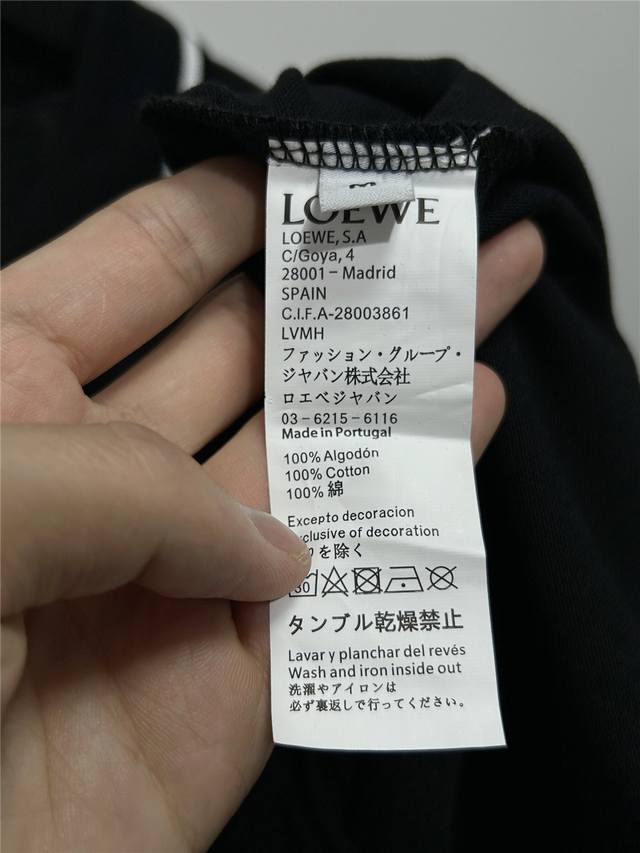 LOEWE
LOEWE, S.A
C/Goya, 4
28001－Madrid
SPAIN
C.I.F.A-28003861
LVMH
ファッション・グループ・
ジャパン株式会社
ロエベジャパン
03－6215－6116
Made in Portugal
100% Algodón
100% Cotton
100% 綿
Excepto decoracion
clusive of decoration
を除く
30
タンブル乾燥禁止
Lavar y planchar del revés
Wash and iron inside out
洗濯やアイロンは
必ず裏返しで行ってください。